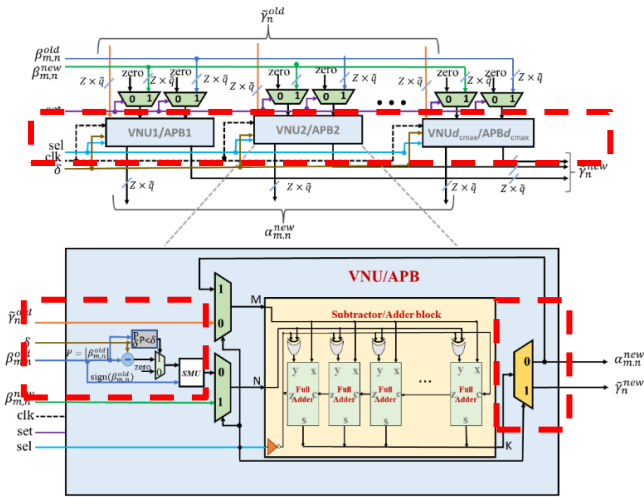 γ̃ₙᵒˡᵈ
βₘ,ₙᵒˡᵈ
βₘ,ₙⁿᵉʷ
zero Z × q̃ zero Z × q̃ zero Z × q̃ zero Z × q̃ zero Z × q̃ zero Z × q̃
0 1 0 1 0 1 0 1 0 1 0 1
• • •
set
VNU1/APB1 VNU2/APB2 VNUd_cmax/APBd_cmax
sel
clk
δ
γ̃ₙⁿᵉʷ
Z × q̃ Z × q̃ Z × q̃ Z × q̃ Z × q̃ Z × q̃
αₘ,ₙⁿᵉʷ
VNU/APB
1 M
0
Subtractor/Adder block
γ̃ₙᵒˡᵈ
δ
P<δ
βₘ,ₙᵒˡᵈ P = |βₘ,ₙᵒˡᵈ|
−
zero 1 0
SMU
sign(βₘ,ₙᵒˡᵈ)
0 N
1
y x y x y x y x
z Full Adder c Full Adder Full Adder ... z Full Adder c
s s s s
K
0 αₘ,ₙⁿᵉʷ
1 γ̃ₙⁿᵉʷ
βₘ,ₙⁿᵉʷ
clk
set
sel